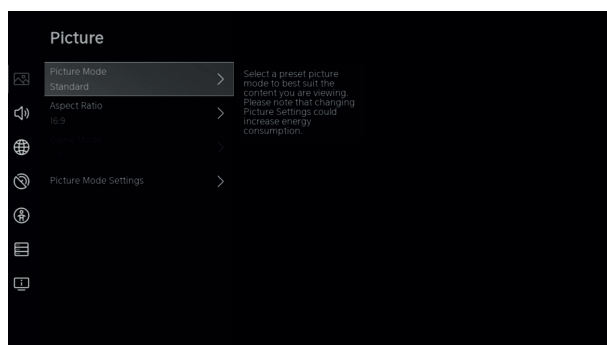 Picture
Picture Mode
Standard
Select a preset picture
mode to best suit the
content you are viewing.
Please note that changing
Picture Settings could
increase energy
consumption.
Aspect Ratio
16:9
Picture Mode Settings